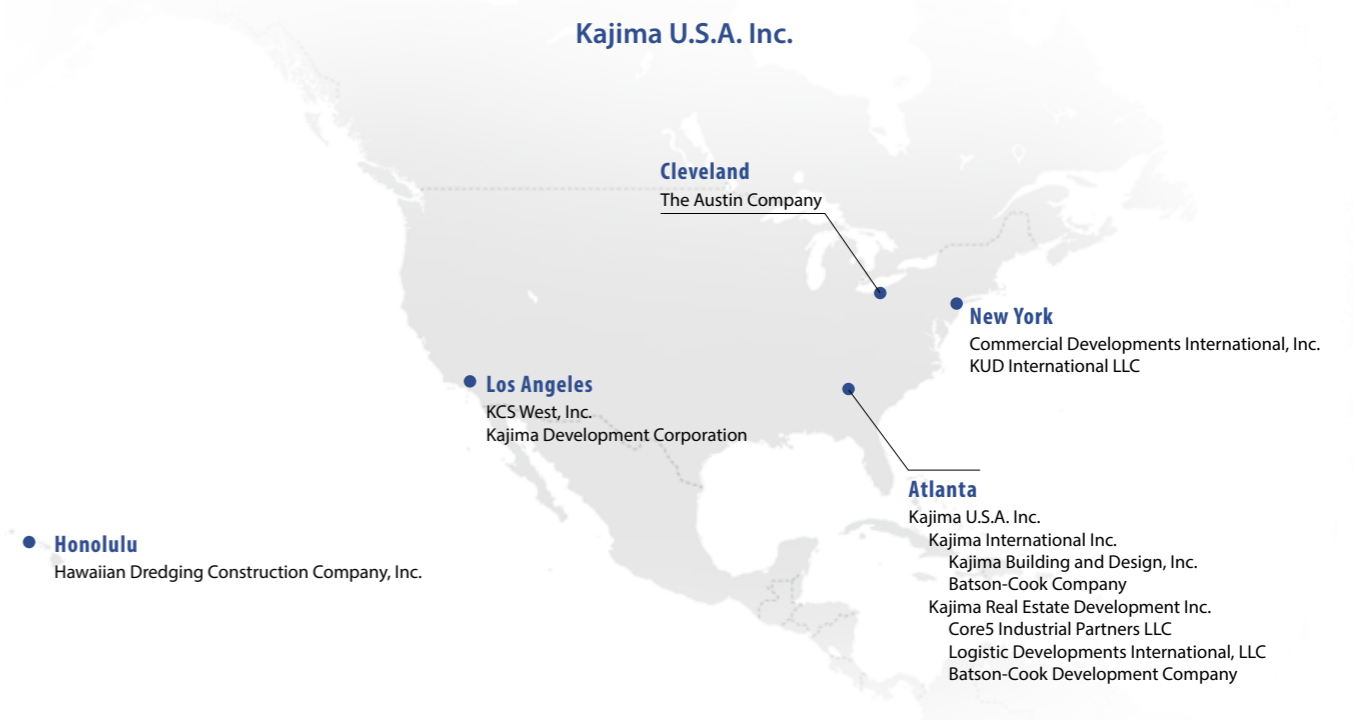 Kajima U.S.A. Inc.
Cleveland
The Austin Company
New York
Commercial Developments International, Inc.
KUD International LLC
Los Angeles
KCS West, Inc.
Kajima Development Corporation
Atlanta
Kajima U.S.A. Inc.
Kajima International Inc.
Kajima Building and Design, Inc.
Batson-Cook Company
Kajima Real Estate Development Inc.
Core5 Industrial Partners LLC
Logistic Developments International, LLC
Batson-Cook Development Company
Honolulu
Hawaiian Dredging Construction Company, Inc.